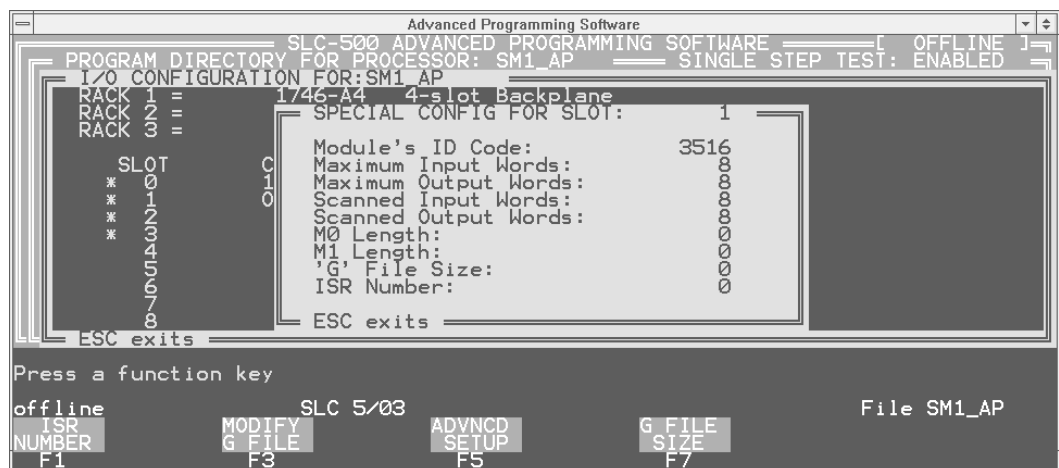 Advanced Programming Software
SLC-500 ADVANCED PROGRAMMING SOFTWARE [ OFFLINE ]
PROGRAM DIRECTORY FOR PROCESSOR: SM1_AP SINGLE STEP TEST: ENABLED
I/O CONFIGURATION FOR:SM1_AP
RACK 1 = 1746-A4 4-slot Backplane
RACK 2 = SPECIAL CONFIG FOR SLOT: 1
RACK 3 =
Module's ID Code: 3516
SLOT C Maximum Input Words: 8
* 0 1 Maximum Output Words: 8
* 1 0 Scanned Input Words: 8
* 2 Scanned Output Words: 8
* 3 M0 Length: 0
4 M1 Length: 0
5 'G' File Size: 0
6 ISR Number: 0
7
8 ESC exits
ESC exits
Press a function key
offline SLC 5/03 File SM1_AP
ISR MODIFY ADVNCD G FILE
NUMBER G FILE SETUP SIZE
F1 F3 F5 F7